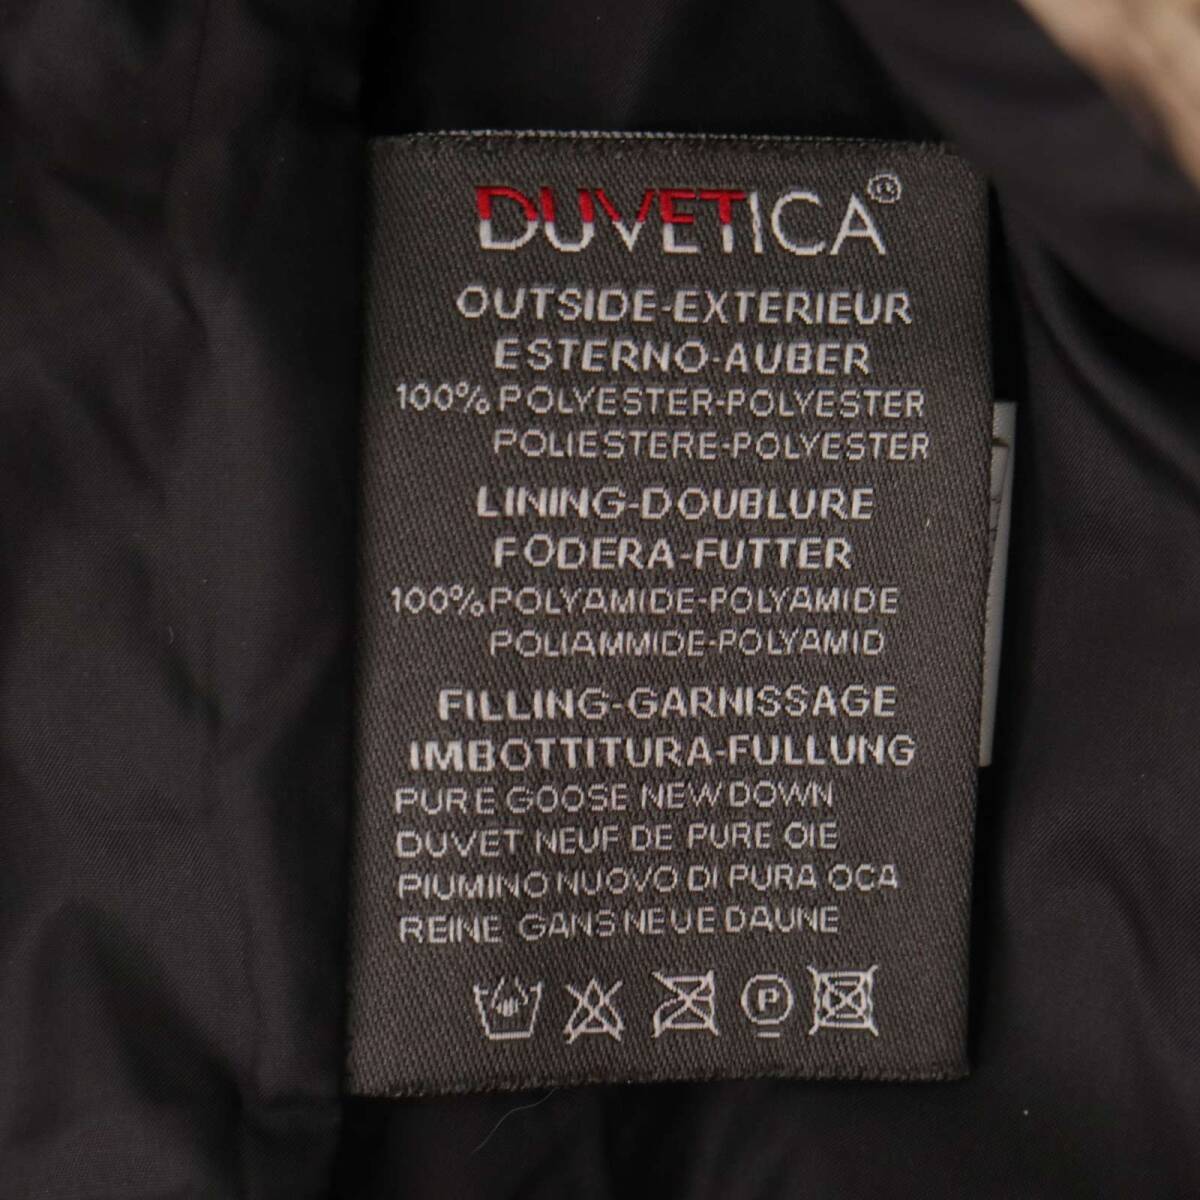 DUVETICA®
OUTSIDE-EXTERIEUR
ESTERNO-AUBER
100% POLYESTER-POLYESTER
POLIESTERE-POLYESTER
LINING-DOUBLURE
FODERA-FUTTER
100% POLYAMIDE-POLYAMIDE
POLIAMMIDE-POLYAMID
FILLING-GARNISSAGE
IMBOTTITURA-FULLUNG
PURE GOOSE NEW DOWN
DUVET NEUF DE PURE OIE
PIUMINO NUOVO DI PURA OCA
REINE GANS NEUE DAUNE
P